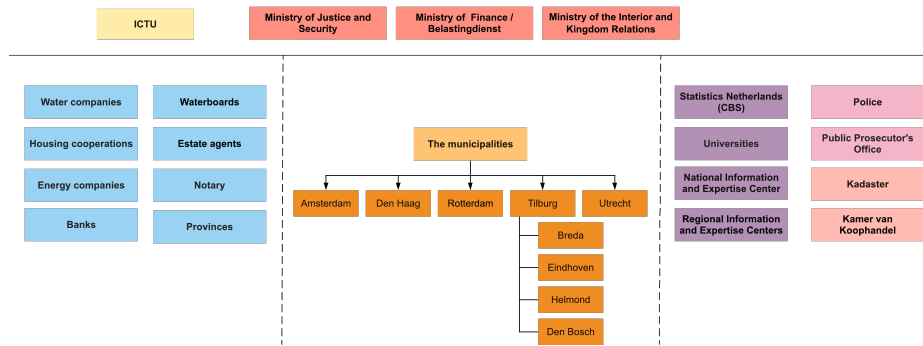 ICTU
Ministry of Justice and
Security
Ministry of Finance /
Belastingdienst
Ministry of the Interior and
Kingdom Relations
Water companies
Waterboards
Housing cooperations
Estate agents
Energy companies
Notary
Banks
Provinces
The municipalities
Amsterdam
Den Haag
Rotterdam
Tilburg
Utrecht
Breda
Eindhoven
Helmond
Den Bosch
Statistics Netherlands
(CBS)
Police
Universities
Public Prosecutor's
Office
National Information
and Expertise Center
Kadaster
Regional Information
and Expertise Centers
Kamer van
Koophandel